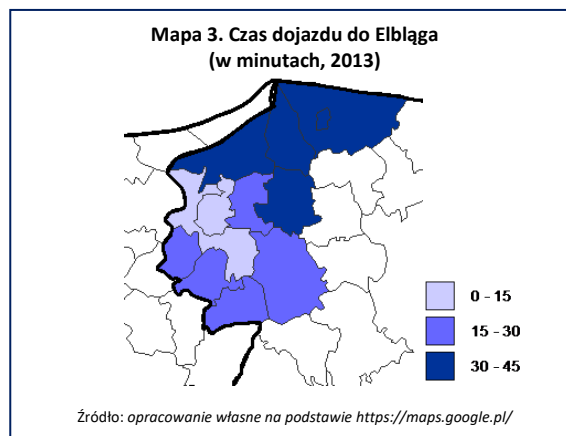 Mapa 3. Czas dojazdu do Elbląga
(w minutach, 2013)
0 - 15
15 - 30
30 - 45
Źródło: opracowanie własne na podstawie https://maps.google.pl/